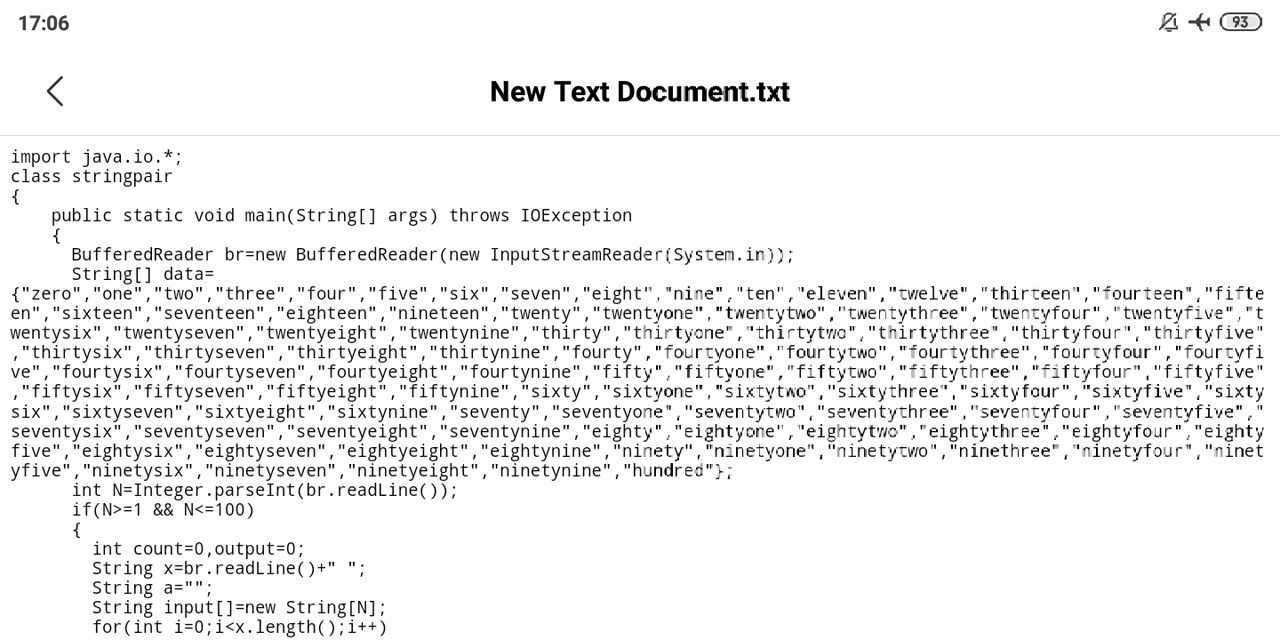 17:06
93
New Text Document.txt
import java.io.*;
class stringpair
{
public static void main(String[] args) throws IOException
{
BufferedReader br=new BufferedReader(new InputStreamReader(System.in));
String[] data=
{"zero","one","two","three","four","five","six","seven","eight","nine","ten","eleven","twelve","thirteen","fourteen","fifte
en","sixteen","seventeen","eighteen","nineteen","twenty","twentyone","twentytwo","twentythree","twentyfour","twentyfive","t
wentysix","twentyseven","twentyeight","twentynine","thirty","thirtyone","thirtytwo","thirtythree","thirtyfour","thirtyfive"
,"thirtysix","thirtyseven","thirtyeight","thirtynine","fourty","fourtyone","fourtytwo","fourtythree","fourtyfour","fourtyfi
ve","fourtysix","fourtyseven","fourtyeight","fourtynine","fifty","fiftyone","fiftytwo","fiftythree","fiftyfour","fiftyfive"
,"fiftysix","fiftyseven","fiftyeight","fiftynine","sixty","sixtyone","sixtytwo","sixtythree","sixtyfour","sixtyfive","sixty
six","sixtyseven","sixtyeight","sixtynine","seventy","seventyone","seventytwo","seventythree","seventyfour","seventyfive","
seventysix","seventyseven","seventyeight","seventynine","eighty","eightyone","eightytwo","eightythree","eightyfour","eighty
five","eightysix","eightyseven","eightyeight","eightynine","ninety","ninetyone","ninetytwo","ninethree","ninetyfour","ninet
yfive","ninetysix","ninetyseven","ninetyeight","ninetynine","hundred"};
int N=Integer.parseInt(br.readLine());
if(N>=1 && N<=100)
{
int count=0,output=0;
String x=br.readLine()+" ";
String a="";
String input[]=new String[N];
for(int i=0;i<x.length();i++)